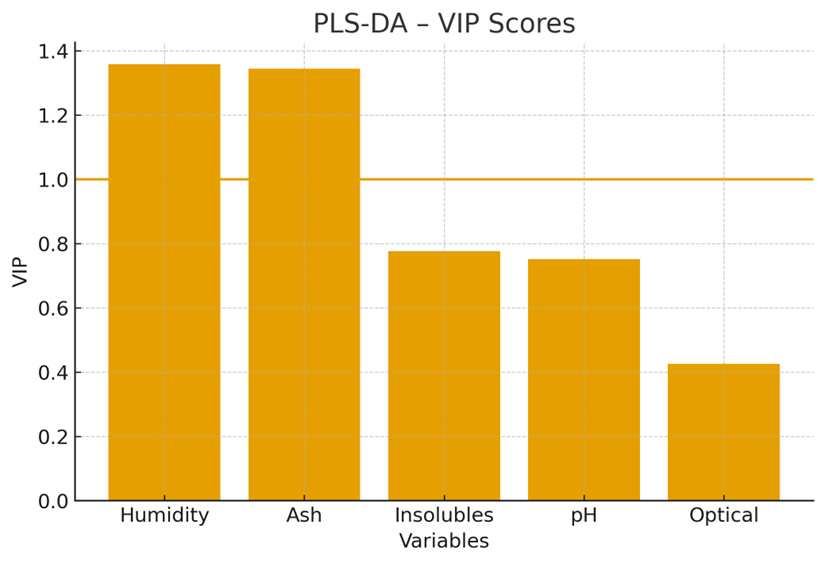 PLS-DA – VIP Scores
1.4
1.2
1.0
0.8
0.6
0.4
0.2
0.0
VIP
Humidity Ash Insolubles pH Optical
Variables